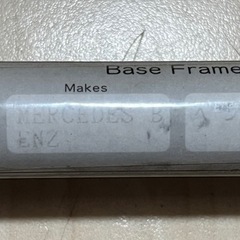 Base Frame
Makes
MERCEDES B
ENZ